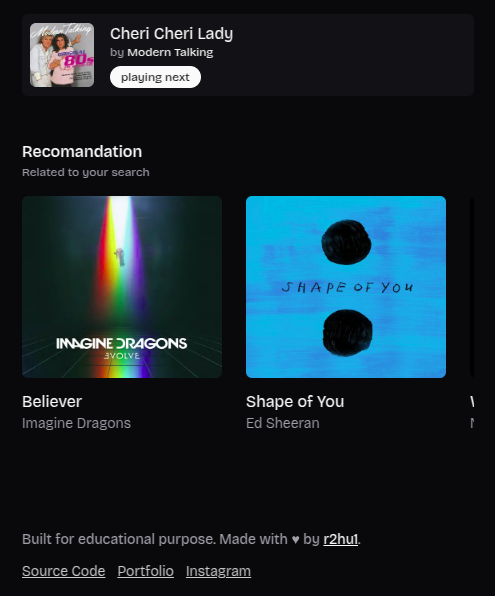 Modern Talking
80s
Cheri Cheri Lady
by Modern Talking
playing next
Recomandation
Related to your search
IMAGINE DRAGONS
EVOLVE
SHAPE OF YOU
Believer
Imagine Dragons
Shape of You
Ed Sheeran
Built for educational purpose. Made with ♥ by r2hu1.
Source Code Portfolio Instagram